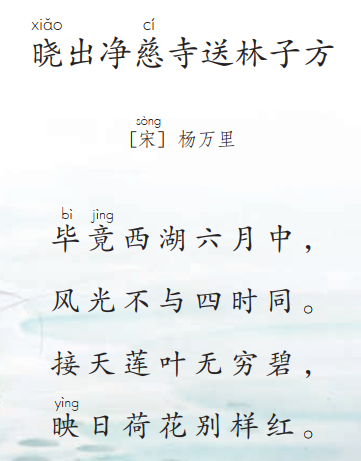 xiǎo cí
晓出净慈寺送林子方
sòng
［宋］杨万里
bì jìng
毕竟西湖六月中，
风光不与四时同。
接天莲叶无穷碧，
yìng
映日荷花别样红。